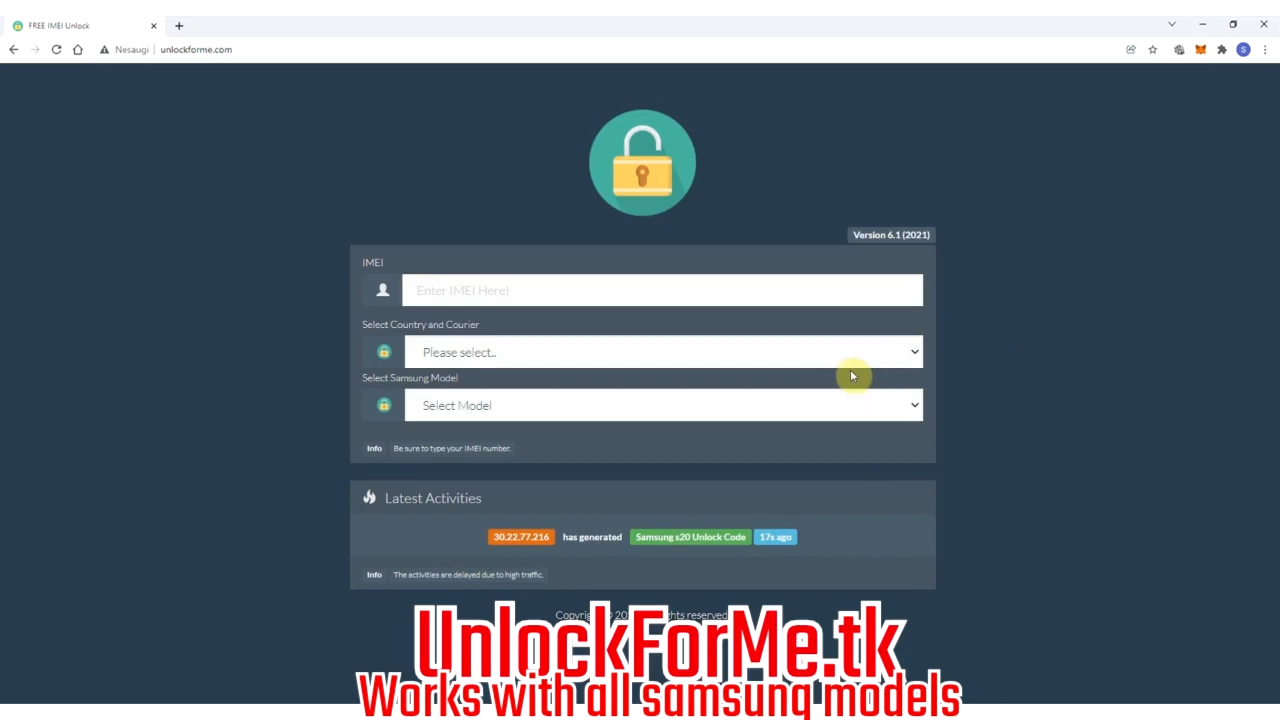 FREE IMEI Unlock
Nesaugi
unlockforme.com
S
Version 6.1 (2021)
IMEI
Enter IMEI Here!
Select Country and Courier
Please select..
Select Samsung Model
Select Model
Info Be sure to type your IMEI number.
Latest Activities
30.22.77.216 has generated Samsung s20 Unlock Code 17s ago
Info The activities are delayed due to high traffic.
reserved
UnlockForMe.tk
Works with all samsung models